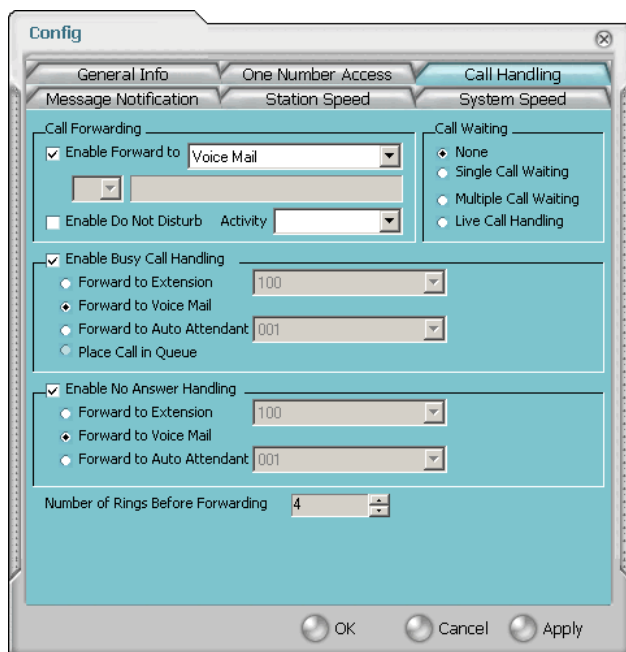 Config
General Info One Number Access Call Handling
Message Notification Station Speed System Speed
Call Forwarding
Enable Forward to Voice Mail
Enable Do Not Disturb Activity
Call Waiting
None
Single Call Waiting
Multiple Call Waiting
Live Call Handling
Enable Busy Call Handling
Forward to Extension 100
Forward to Voice Mail
Forward to Auto Attendant 001
Place Call in Queue
Enable No Answer Handling
Forward to Extension 100
Forward to Voice Mail
Forward to Auto Attendant 001
Number of Rings Before Forwarding 4
OK Cancel Apply